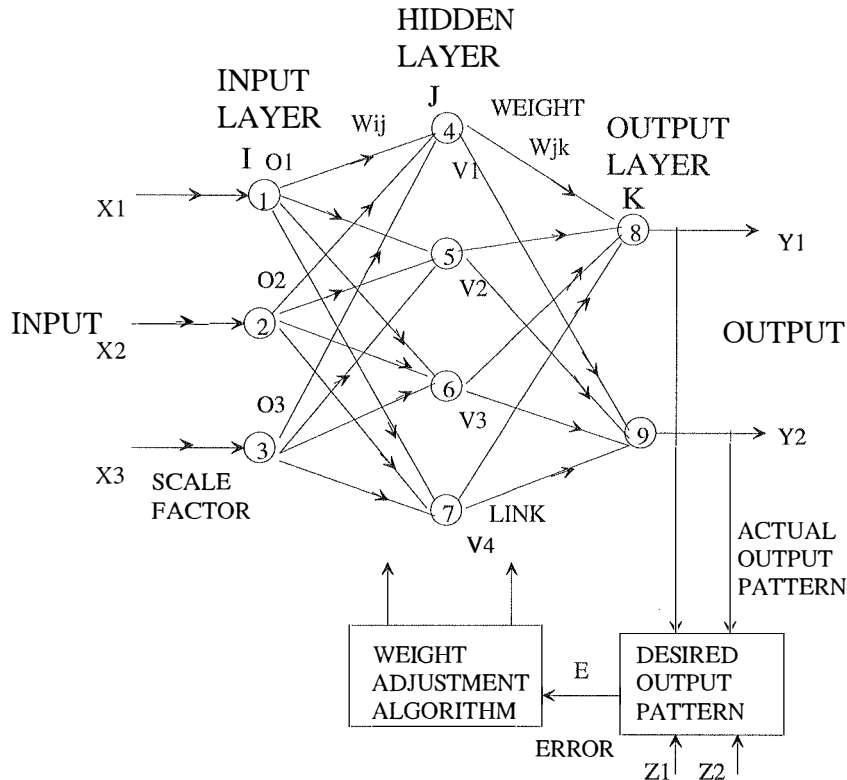 HIDDEN
LAYER
J
INPUT
LAYER
I
O1
Wij
4
WEIGHT
Wjk
V1
OUTPUT
LAYER
K
X1
1
8
Y1
O2
5
V2
INPUT
X2
2
OUTPUT
O3
6
V3
X3
3
9
Y2
SCALE
FACTOR
7
LINK
V4
ACTUAL
OUTPUT
PATTERN
WEIGHT
ADJUSTMENT
ALGORITHM
E
ERROR
DESIRED
OUTPUT
PATTERN
Z1
Z2